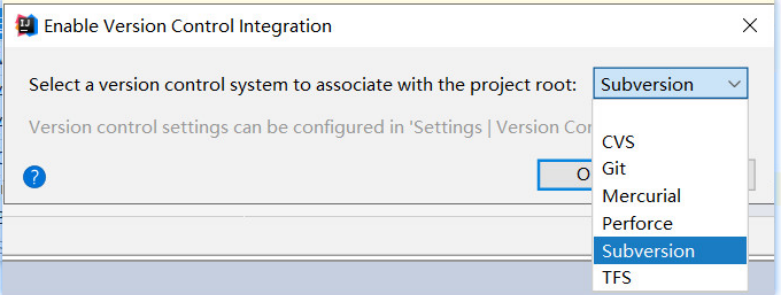 Enable Version Control Integration
Select a version control system to associate with the project root: Subversion
Version control settings can be configured in 'Settings | Version
CVS
Git
Mercurial
Perforce
Subversion
TFS
?